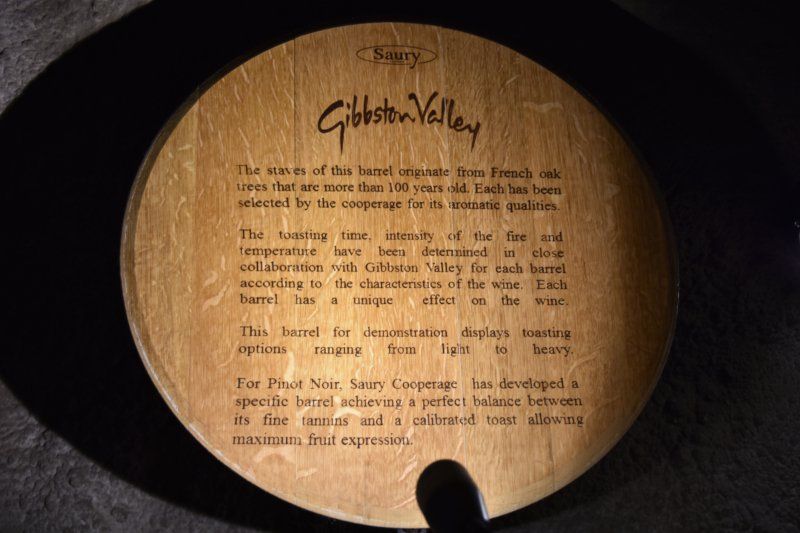 Saury
Gibbston Valley
The staves of this barrel originate from French oak
trees that are more than 100 years old. Each has been
selected by the cooperage for its aromatic qualities.
The toasting time, intensity of the fire and
temperature have been determined in close
collaboration with Gibbston Valley for each barrel
according to the characteristics of the wine. Each
barrel has a unique effect on the wine.
This barrel for demonstration displays toasting
options ranging from light to heavy.
For Pinot Noir, Saury Cooperage has developed a
specific barrel achieving a perfect balance between
its fine tannins and a calibrated toast allowing
maximum fruit expression.